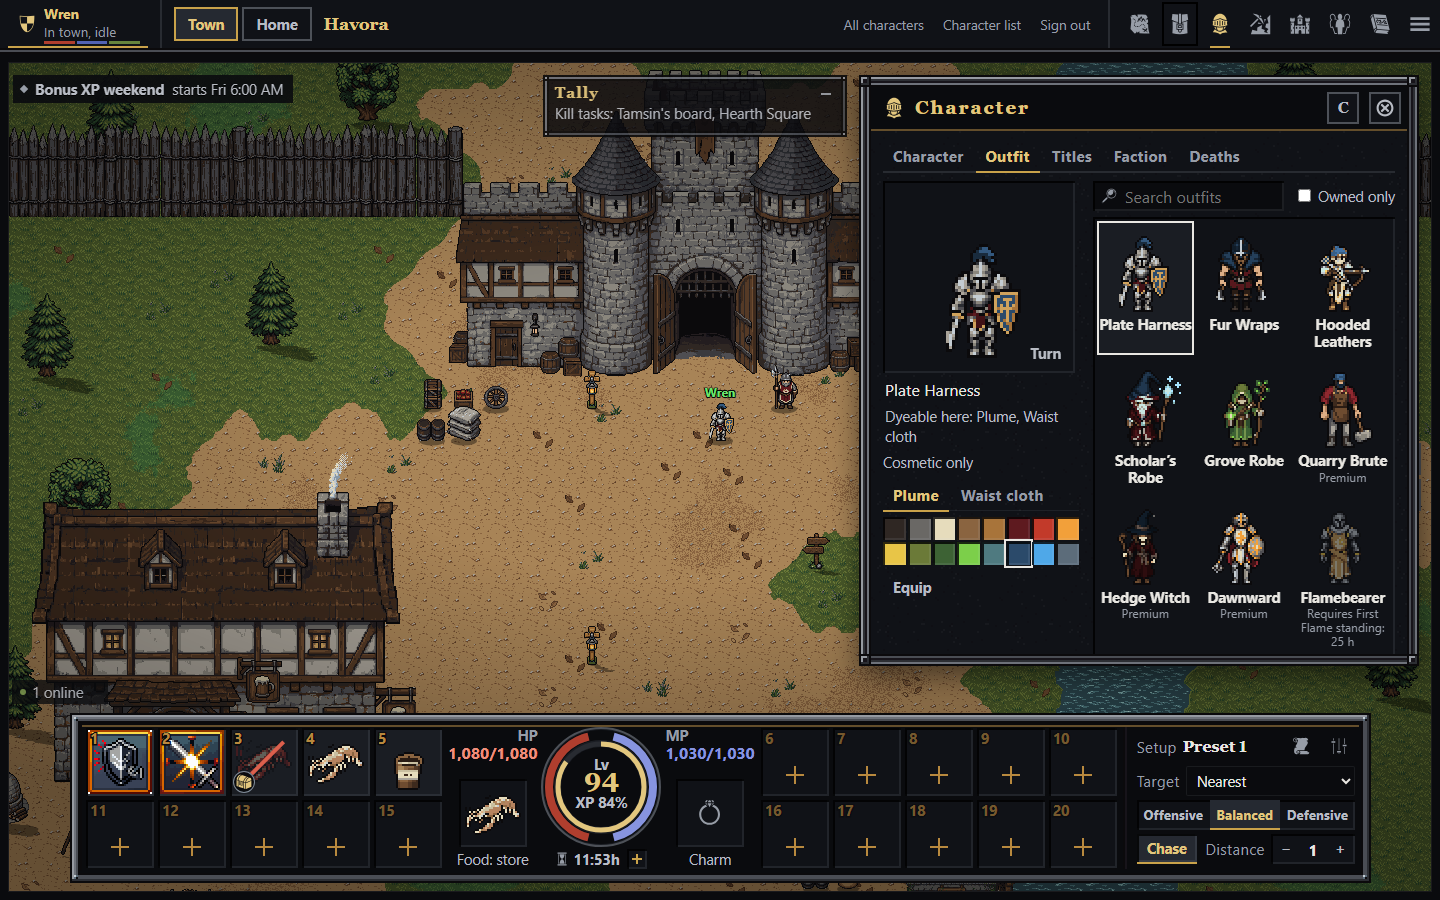 Wren
In town, idle
Town
Home
Havora
All characters
Character list
Sign out
Bonus XP weekend starts Fri 6:00 AM
Tally
Kill tasks: Tamsin's board, Hearth Square
Character
C
Character
Outfit
Titles
Faction
Deaths
Search outfits
Owned only
Turn
Plate Harness
Dyeable here: Plume, Waist
cloth
Cosmetic only
Plume
Waist cloth
Equip
Plate Harness
Fur Wraps
Hooded
Leathers
Scholar's
Robe
Grove Robe
Quarry Brute
Premium
Hedge Witch
Premium
Dawnward
Premium
Flamebearer
Requires First
Flame standing:
25 h
Wren
1 online
1
2
3
4
5
HP
1,080/1,080
Lv
94
XP 84%
MP
1,030/1,030
6
7
8
9
10
11
12
13
14
15
Food: store
11:53h
+
Charm
16
17
18
19
20
Setup Preset 1
Target Nearest
Offensive
Balanced
Defensive
Chase
Distance
− 1 +